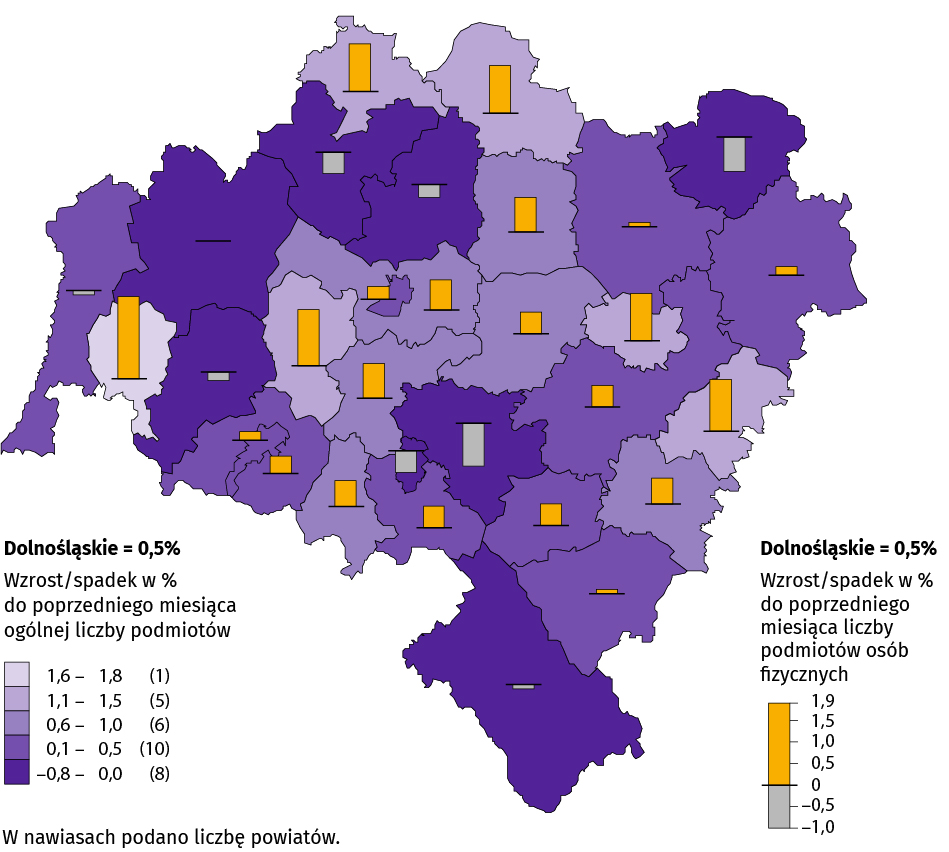 Dolnośląskie = 0,5%
Wzrost/spadek w %
do poprzedniego miesiąca
ogólnej liczby podmiotów
1,6 – 1,8 (1)
1,1 – 1,5 (5)
0,6 – 1,0 (6)
0,1 – 0,5 (10)
–0,8 – 0,0 (8)
W nawiasach podano liczbę powiatów.
Dolnośląskie = 0,5%
Wzrost/spadek w %
do poprzedniego
miesiąca liczby
podmiotów osób
fizycznych
1,9
1,5
1,0
0,5
0
–0,5
–1,0